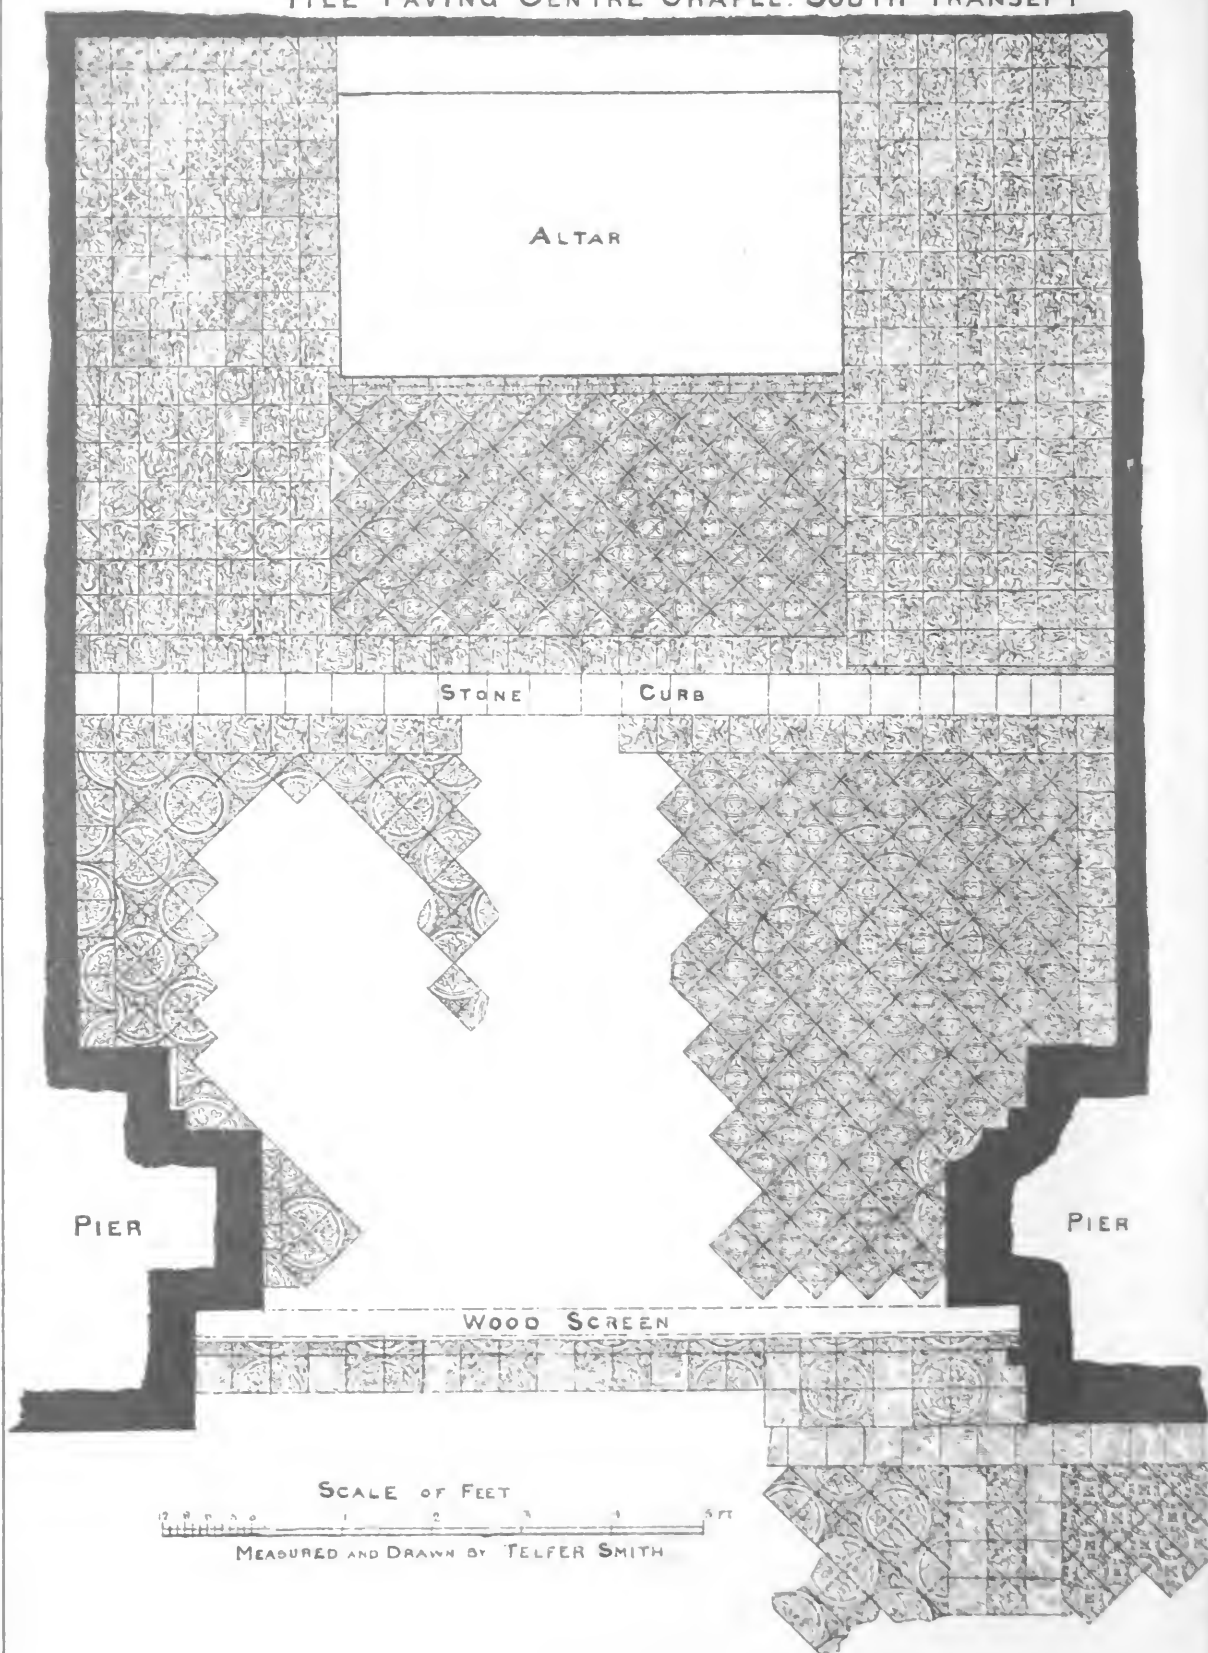 TILE PAVING CENTRE CHAPEL. SOUTH TRANSEPT
ALTAR
STONE CURB
PIER
PIER
WOOD SCREEN
SCALE OF FEET
1 2 3 4 5 FT
MEASURED AND DRAWN BY TELFER SMITH